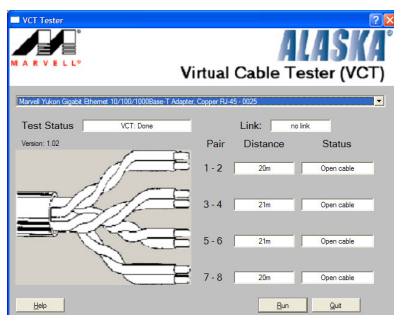 VCT Tester
MARVELL®
ALASKA®
Virtual Cable Tester (VCT)
Marvell Yukon Gigabit Ethernet 10/100/1000Base-T Adapter, Copper RJ-45 - 0025
Test Status VCT: Done Link: no link
Version: 1.02 Pair Distance Status
1 - 2 20m Open cable
3 - 4 21m Open cable
5 - 6 21m Open cable
7 - 8 20m Open cable
Help Run Quit